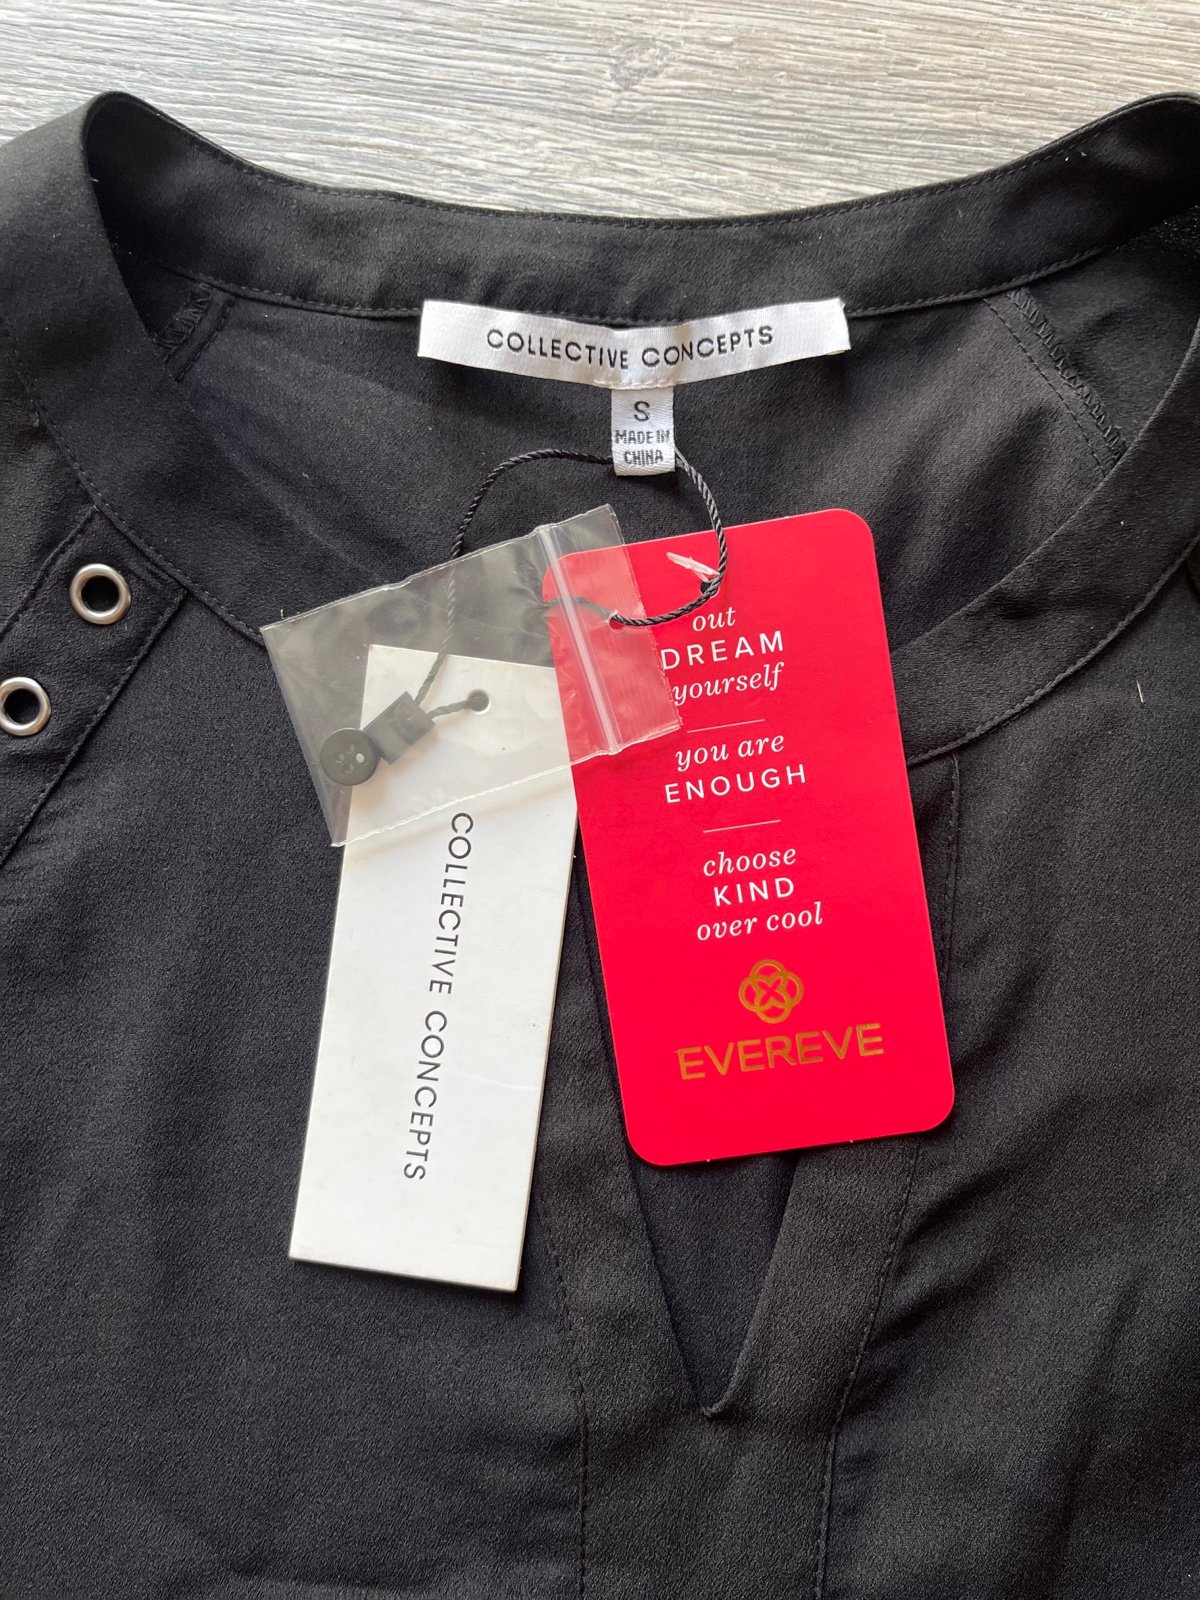 COLLECTIVE CONCEPTS
S
MADE IN
CHINA
out
DREAM
yourself
you are
ENOUGH
choose
KIND
over cool
EVEREVE
COLLECTIVE CONCEPTS